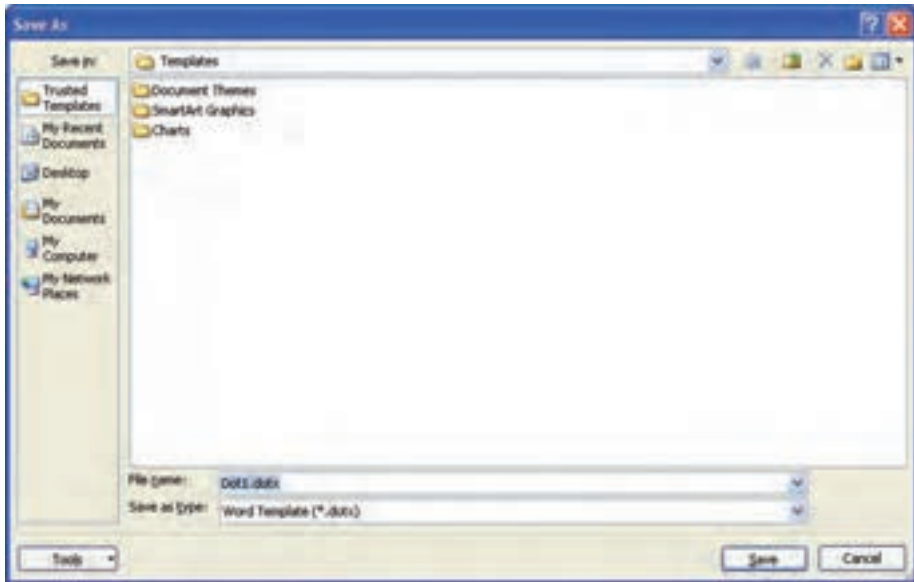 Save As
Save in:
Templates
Trusted
Templates
My Recent
Documents
Desktop
My
Documents
My
Computer
My Network
Places
Document Themes
SmartArt Graphics
Charts
File name:
Dot1.dotx
Save as type:
Word Template (*.dotx)
Tools
Save
Cancel